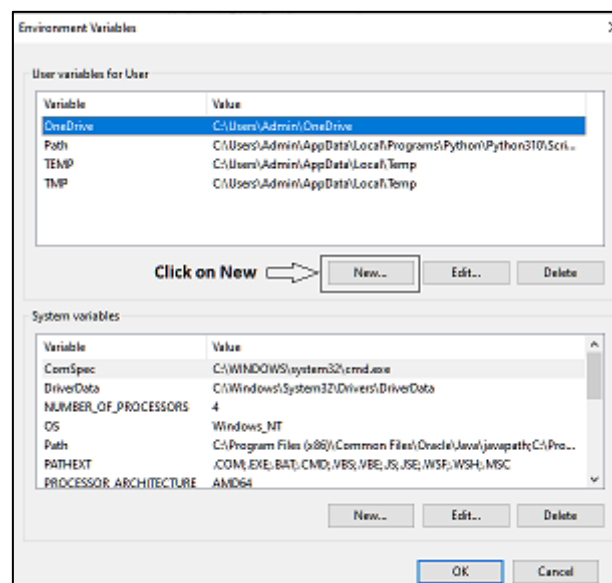 Environment Variables
User variables for User
Variable Value
OneDrive C:\Users\Admin\OneDrive
Path C:\Users\Admin\AppData\Local\Programs\Python\Python310\Scri...
TEMP C:\Users\Admin\AppData\Local\Temp
TMP C:\Users\Admin\AppData\Local\Temp
Click on New New... Edit... Delete
System variables
Variable Value
ComSpec C:\WINDOWS\system32\cmd.exe
DriverData C:\Windows\System32\Drivers\DriverData
NUMBER_OF_PROCESSORS 4
OS Windows_NT
Path C:\Program Files (x86)\Common Files\Oracle\Java\javapath;C:\Pro...
PATHEXT .COM;.EXE;.BAT;.CMD;.VBS;.VBE;.JS;.JSE;.WSF;.WSH;.MSC
PROCESSOR_ARCHITECTURE AMD64
New... Edit... Delete
OK Cancel